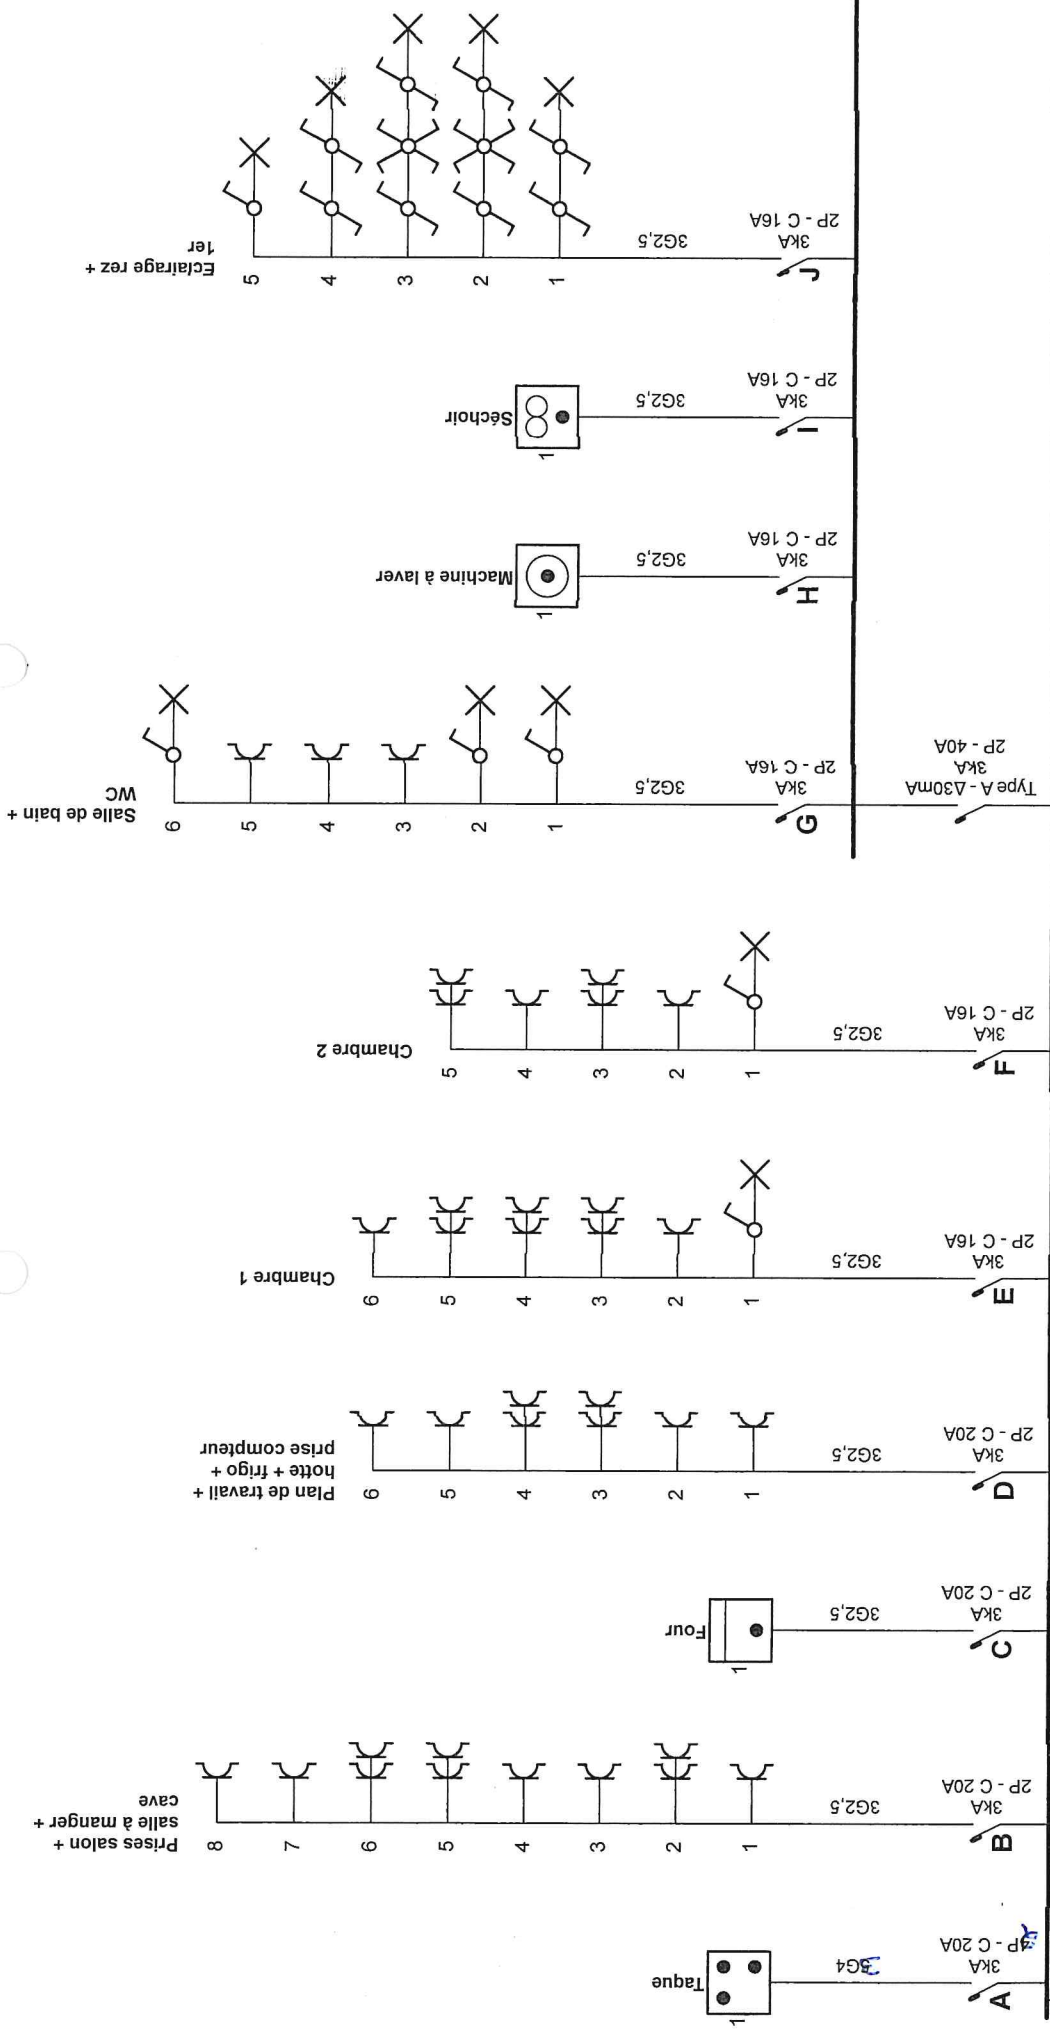 Taque
1
5G4
A
3kA
4P - C 20A
Prises salon +
salle à manger +
cave
8
7
6
5
4
3
2
1
3G2,5
B
3kA
2P - C 20A
Four
1
3G2,5
C
3kA
2P - C 20A
Plan de travail +
hotte + frigo +
prise compteur
6
5
4
3
2
1
3G2,5
D
3kA
2P - C 20A
Chambre 1
6
5
4
3
2
1
3G2,5
E
3kA
2P - C 16A
Chambre 2
5
4
3
2
1
3G2,5
F
3kA
2P - C 16A
Salle de bain +
WC
6
5
4
3
2
1
3G2,5
G
3kA
2P - C 16A
Type A - Δ30mA
3kA
2P - 40A
Machine à laver
1
3G2,5
H
3kA
2P - C 16A
Séchoir
1
3G2,5
I
3kA
2P - C 16A
Eclairage rez +
1er
5
4
3
2
1
3G2,5
J
3kA
2P - C 16A